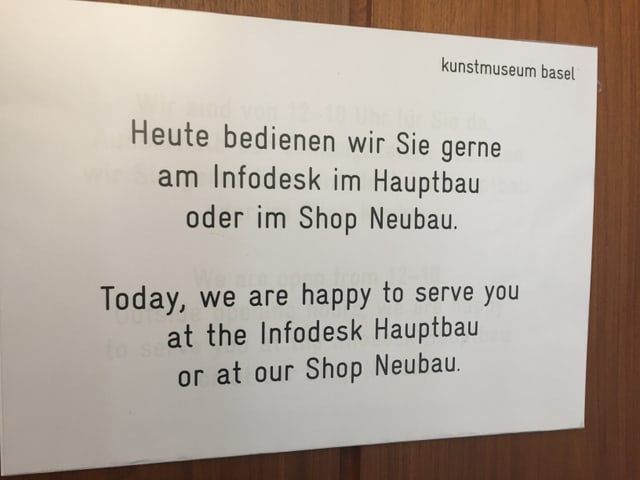 kunstmuseum basel
Heute bedienen wir Sie gerne
am Infodesk im Hauptbau
oder im Shop Neubau.
Today, we are happy to serve you
at the Infodesk Hauptbau
or at our Shop Neubau.